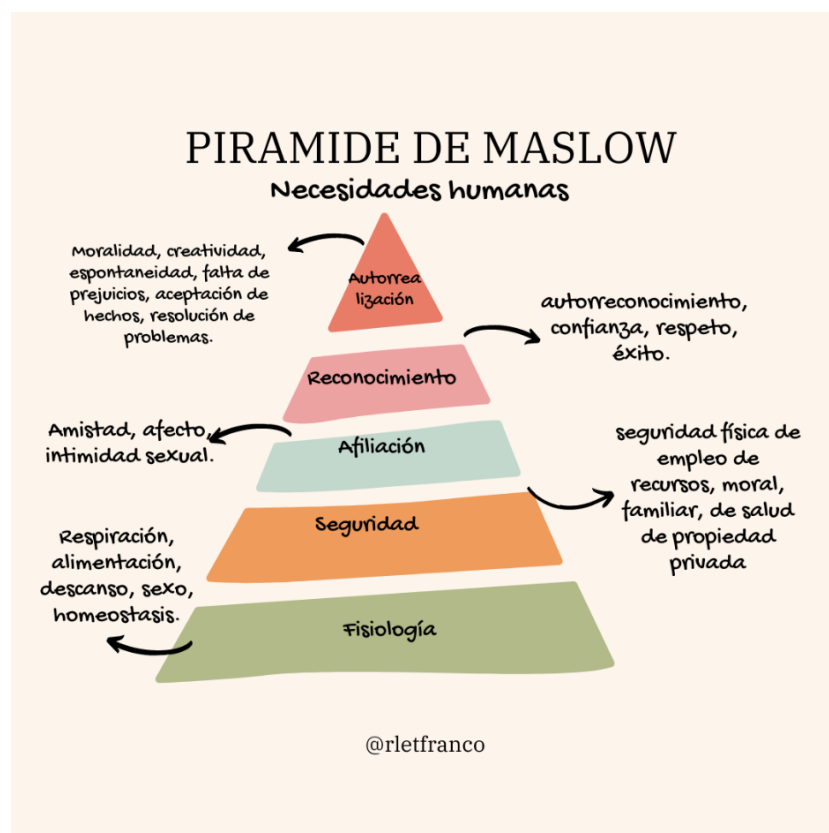 PIRAMIDE DE MASLOW
Necesidades humanas
Moralidad, creatividad,
espontaneidad, falta de
prejuicios, aceptación de
hechos, resolución de
problemas.
Autorrea
lización
autorreconocimiento,
confianza, respeto,
éxito.
Reconocimiento
Amistad, afecto,
intimidad sexual.
Afiliación
seguridad física de
empleo de
recursos, moral,
familiar, de salud
de propiedad
privada
Seguridad
Respiración,
alimentación,
descanso, sexo,
homeostasis.
Fisiología
@rletfranco